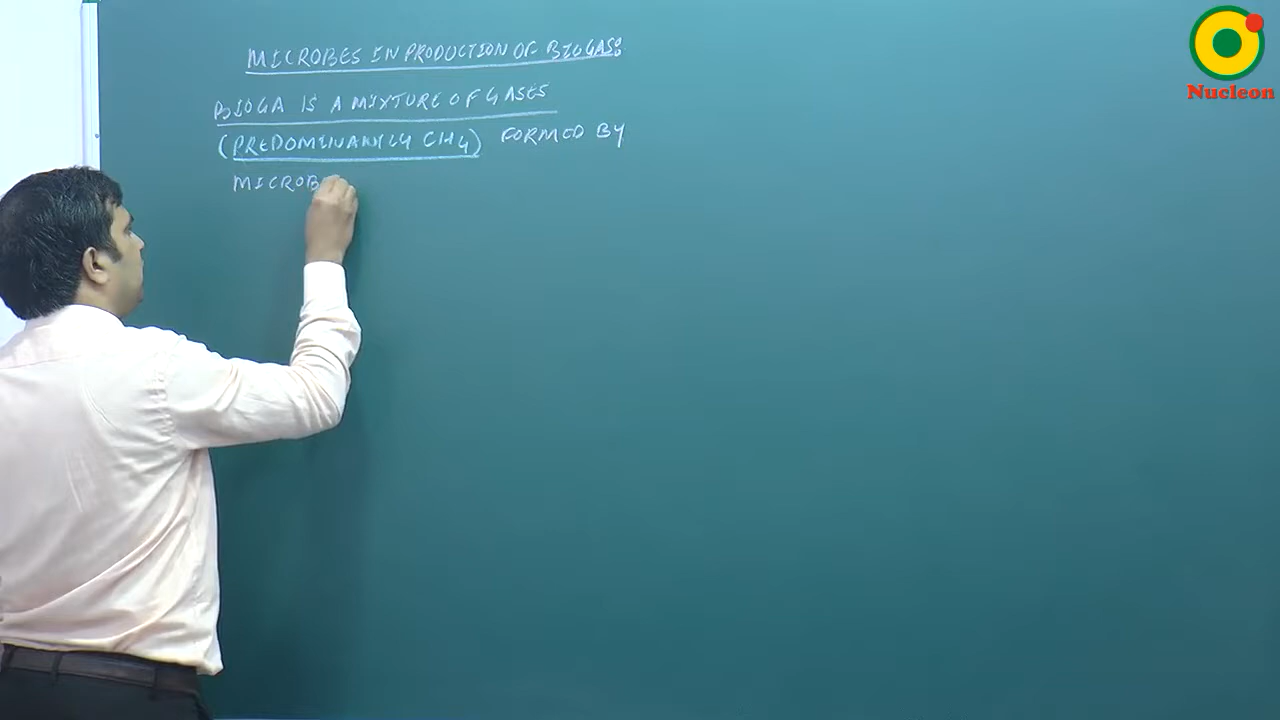 MICROBES IN PRODUCTION OF BIOGAS:
BIOGA IS A MIXTURE OF GASES
(PREDOMINANTLY CH4) FORMED BY
MICROB
Nucleon